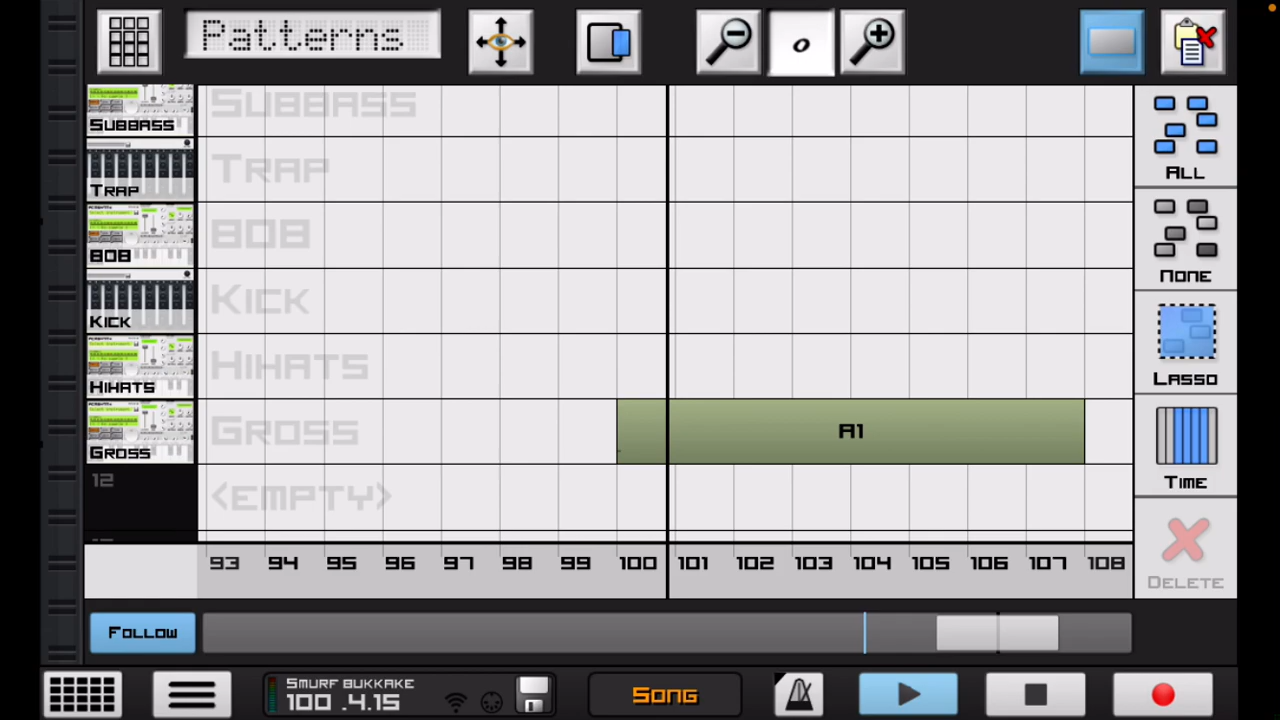 Patterns
o
Subbass
Subbass
Trap
Trap
808
808
Kick
Kick
Hihats
Hihats
Gross
Gross
A1
12
<empty>
93 94 95 96 97 98 99 100 101 102 103 104 105 106 107 108
All
None
Lasso
Time
Delete
Follow
Smurf Bukkake
100 .4.15
Song